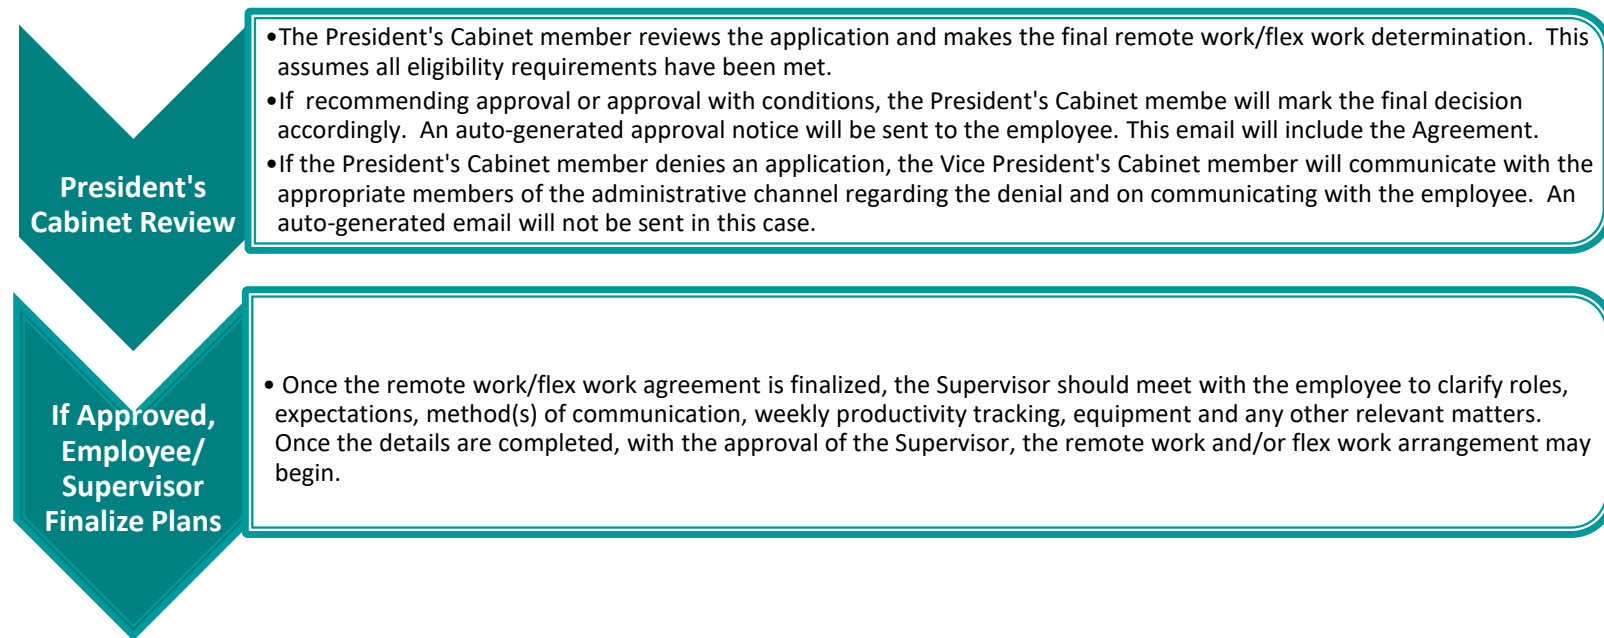 President's
Cabinet Review
•The President's Cabinet member reviews the application and makes the final remote work/flex work determination.  This
assumes all eligibility requirements have been met.
•If  recommending approval or approval with conditions, the President's Cabinet membe will mark the final decision
accordingly.  An auto-generated approval notice will be sent to the employee. This email will include the Agreement.
•If the President's Cabinet member denies an application, the Vice President's Cabinet member will communicate with the
appropriate members of the administrative channel regarding the denial and on communicating with the employee.  An
auto-generated email will not be sent in this case.
If Approved,
Employee/
Supervisor
Finalize Plans
• Once the remote work/flex work agreement is finalized, the Supervisor should meet with the employee to clarify roles,
expectations, method(s) of communication, weekly productivity tracking, equipment and any other relevant matters.
Once the details are completed, with the approval of the Supervisor, the remote work and/or flex work arrangement may
begin.